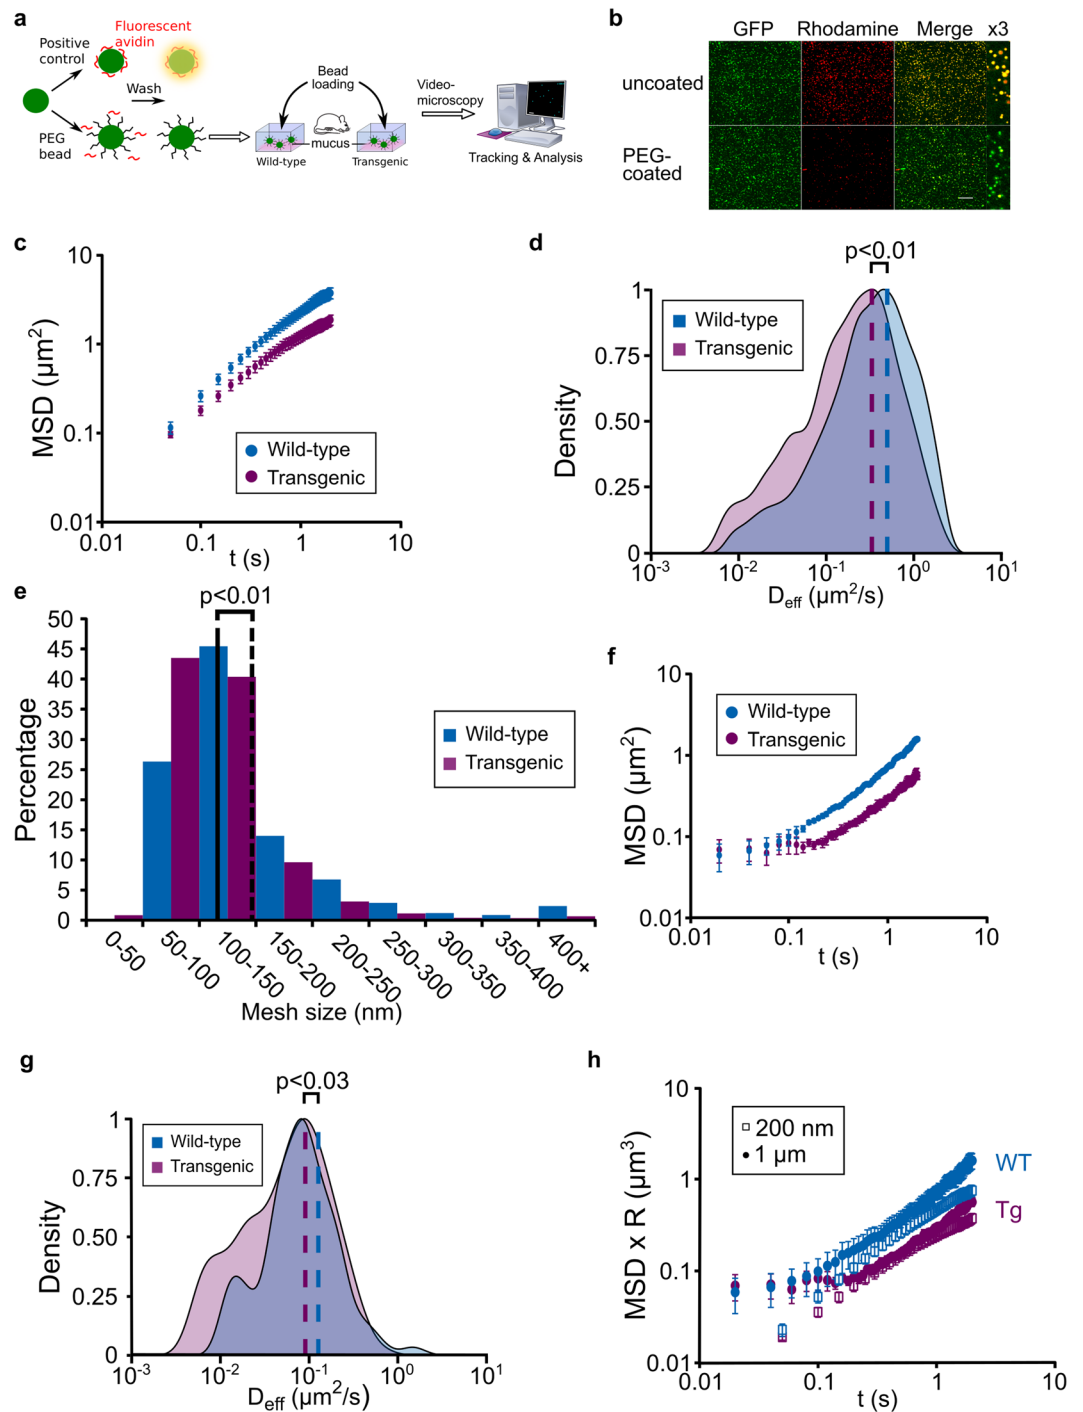 a
Positive
control
Fluorescent
avidin
Wash
PEG
bead
Bead
loading
mucus
Wild-type
Transgenic
Video-
microscopy
Tracking & Analysis
b
GFP Rhodamine Merge x3
uncoated
PEG-
coated
c
MSD (µm²)
10
1
0.1
0.01
0.01 0.1 1 10
t (s)
Wild-type
Transgenic
d
p<0.01
Density
1
0.75
0.50
0.25
0
Wild-type
Transgenic
10⁻³ 10⁻² 10⁻¹ 10⁰ 10¹
D_eff (µm²/s)
e
p<0.01
Percentage
50
45
40
35
30
25
20
15
10
5
0
Wild-type
Transgenic
0-50 50-100 100-150 150-200 200-250 250-300 300-350 350-400 400+
Mesh size (nm)
f
MSD (µm²)
10
1
0.1
0.01
Wild-type
Transgenic
0.01 0.1 1 10
t (s)
g
p<0.03
Density
1
0.75
0.50
0.25
0
Wild-type
Transgenic
10⁻³ 10⁻² 10⁻¹ 10⁰ 10¹
D_eff (µm²/s)
h
MSD x R (µm³)
10
1
0.1
0.01
200 nm
1 µm
WT
Tg
0.01 0.1 1 10
t (s)